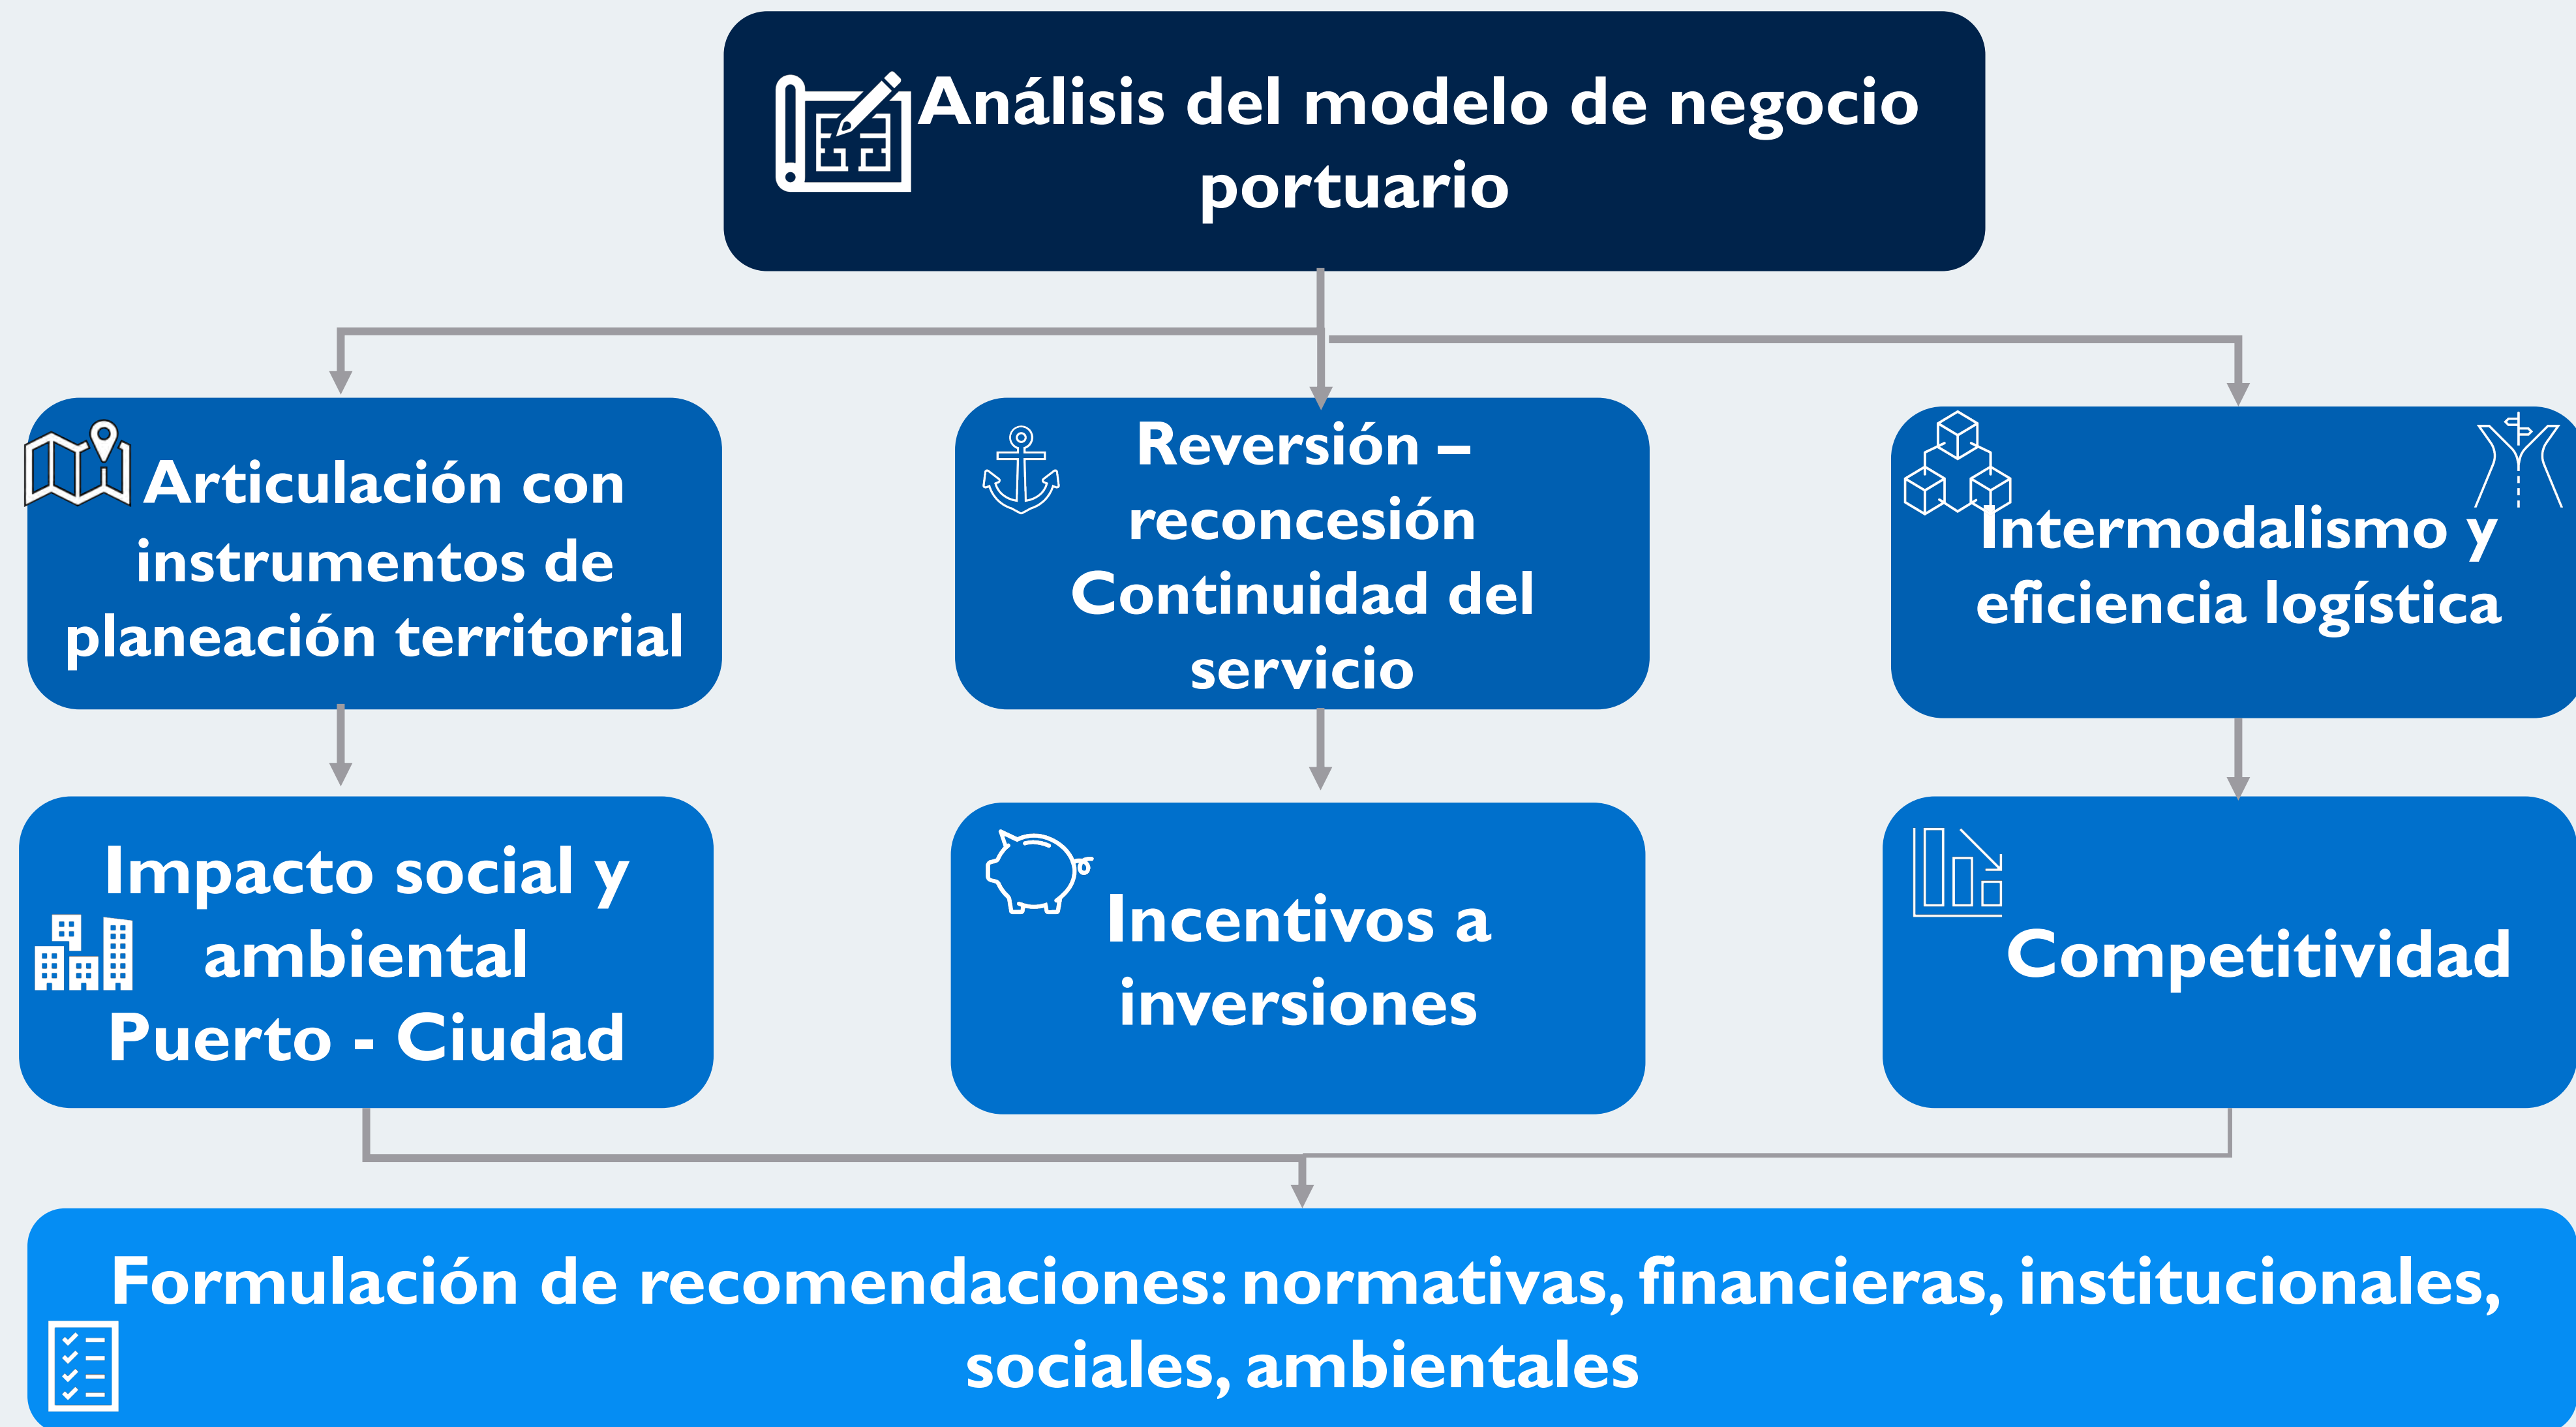 Análisis del modelo de negocio
portuario
Articulación con
instrumentos de
planeación territorial
Reversión –
reconcesión
Continuidad del
servicio
Intermodalismo y
eficiencia logística
Impacto social y
ambiental
Puerto - Ciudad
Incentivos a
inversiones
Competitividad
Formulación de recomendaciones: normativas, financieras, institucionales,
sociales, ambientales